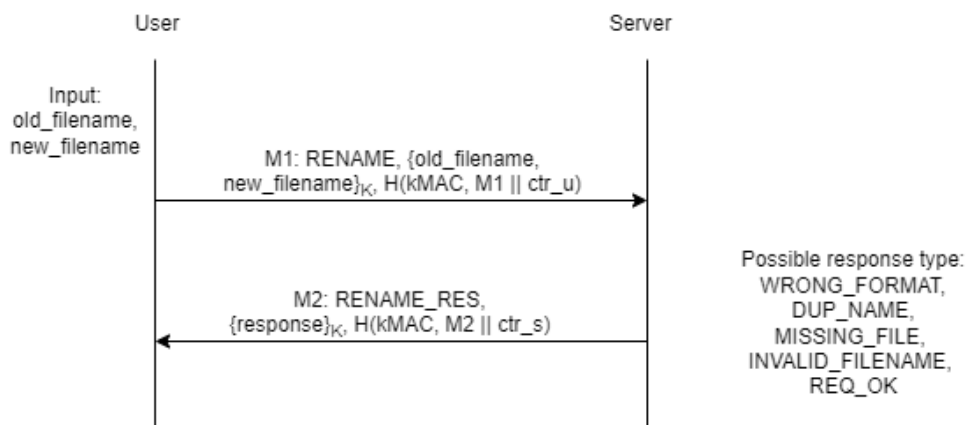 User
Server
Input:
old_filename,
new_filename
M1: RENAME, {old_filename,
new_filename}K, H(kMAC, M1 || ctr_u)
Possible response type:
WRONG_FORMAT,
DUP_NAME,
MISSING_FILE,
INVALID_FILENAME,
REQ_OK
M2: RENAME_RES,
{response}K, H(kMAC, M2 || ctr_s)